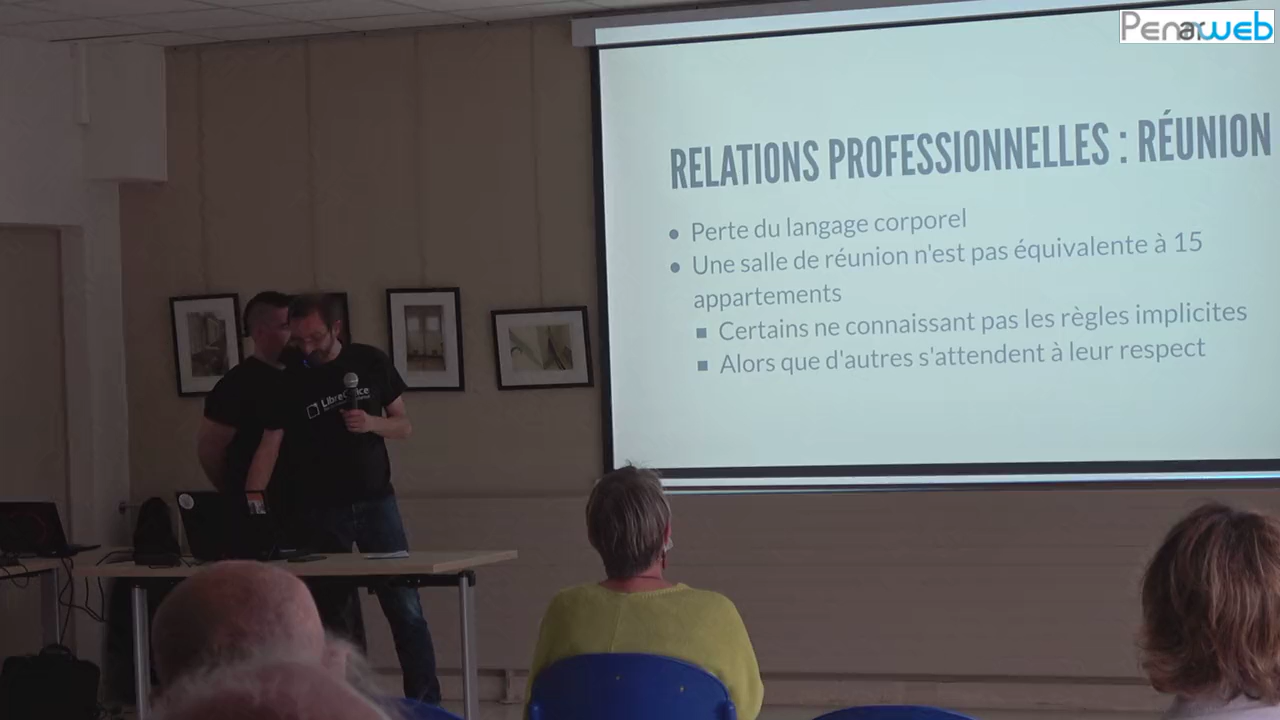 Penarweb
RELATIONS PROFESSIONNELLES : RÉUNION
Perte du langage corporel
Une salle de réunion n'est pas équivalente à 15
appartements
Certains ne connaissant pas les règles implicites
Alors que d'autres s'attendent à leur respect
LibreOffice